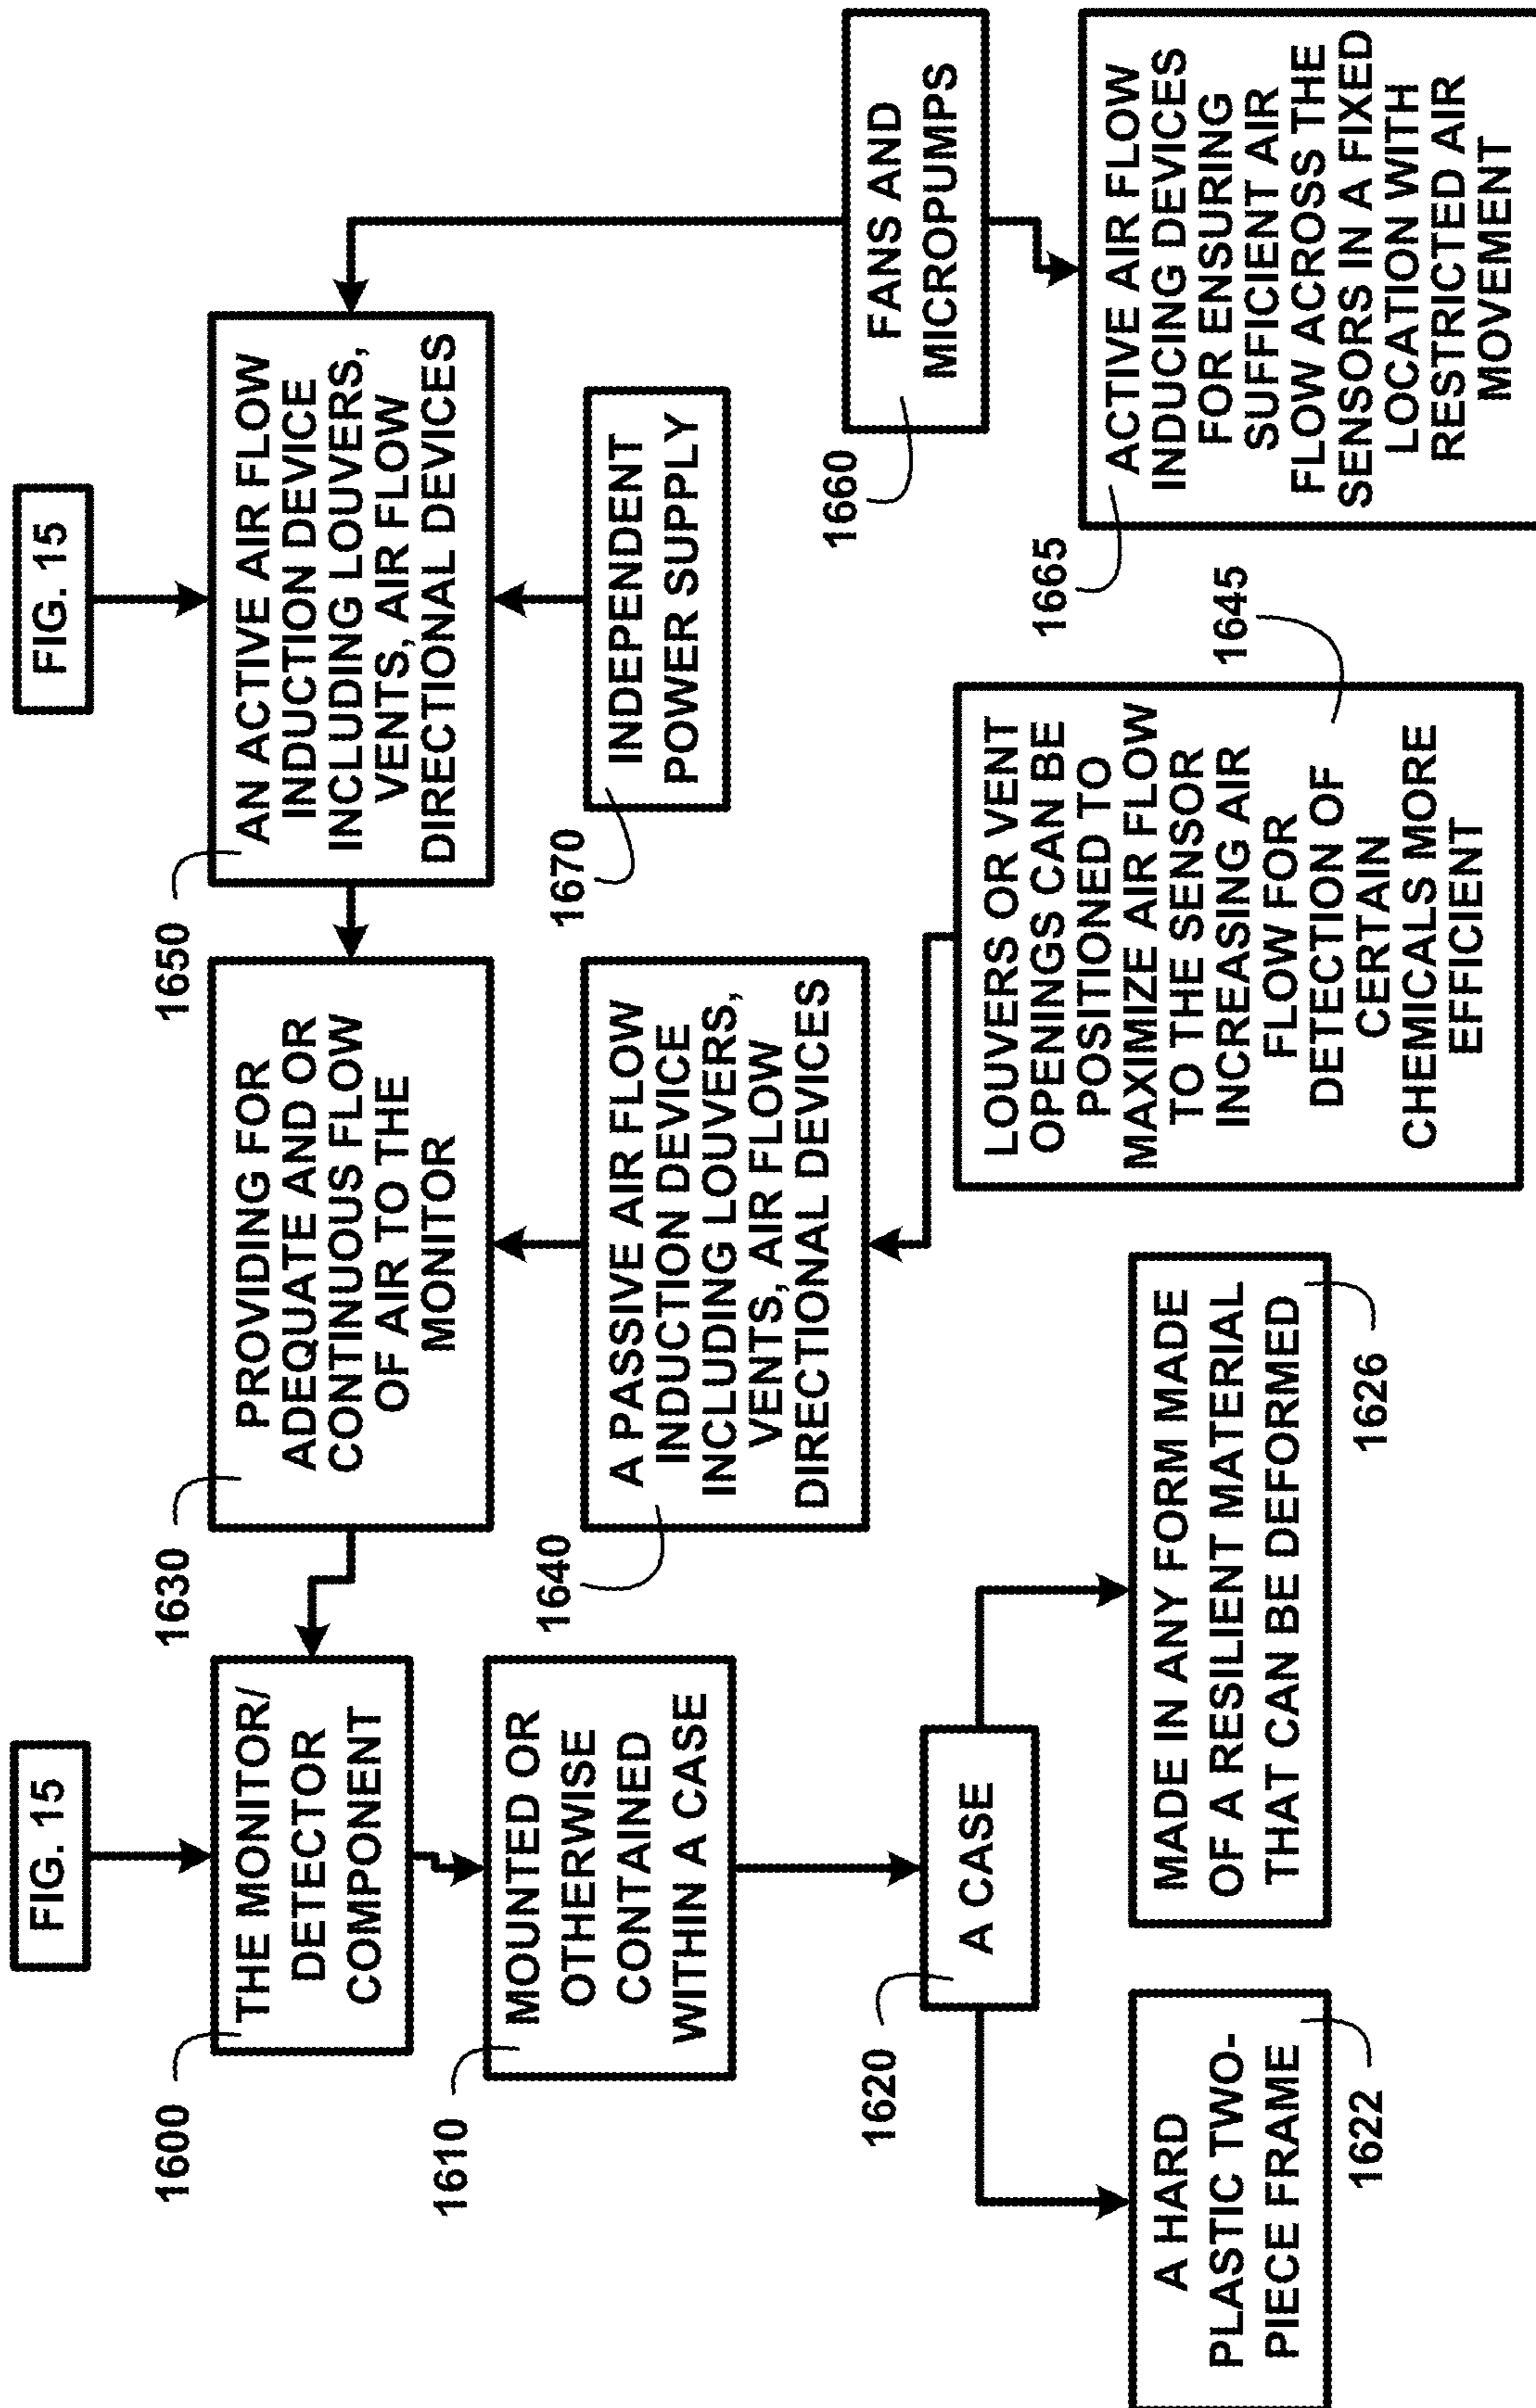 FIG. 15
FIG. 15
1600
THE MONITOR/
DETECTOR
COMPONENT
1630
PROVIDING FOR
ADEQUATE AND OR
CONTINUOUS FLOW
OF AIR TO THE
MONITOR
1650
AN ACTIVE AIR FLOW
INDUCTION DEVICE
INCLUDING LOUVERS,
VENTS, AIR FLOW
DIRECTIONAL DEVICES
1610
MOUNTED OR
OTHERWISE
CONTAINED
WITHIN A CASE
1640
A PASSIVE AIR FLOW
INDUCTION DEVICE
INCLUDING LOUVERS,
VENTS, AIR FLOW
DIRECTIONAL DEVICES
1670
INDEPENDENT
POWER SUPPLY
1660
FANS AND
MICROPUMPS
1620
A CASE
1645
LOUVERS OR VENT
OPENINGS CAN BE
POSITIONED TO
MAXIMIZE AIR FLOW
TO THE SENSOR
INCREASING AIR
FLOW FOR
DETECTION OF
CERTAIN
CHEMICALS MORE
EFFICIENT
1665
ACTIVE AIR FLOW
INDUCING DEVICES
FOR ENSURING
SUFFICIENT AIR
FLOW ACROSS THE
SENSORS IN A FIXED
LOCATION WITH
RESTRICTED AIR
MOVEMENT
A HARD
PLASTIC TWO-
PIECE FRAME
1622
MADE IN ANY FORM MADE
OF A RESILIENT MATERIAL
THAT CAN BE DEFORMED
1626